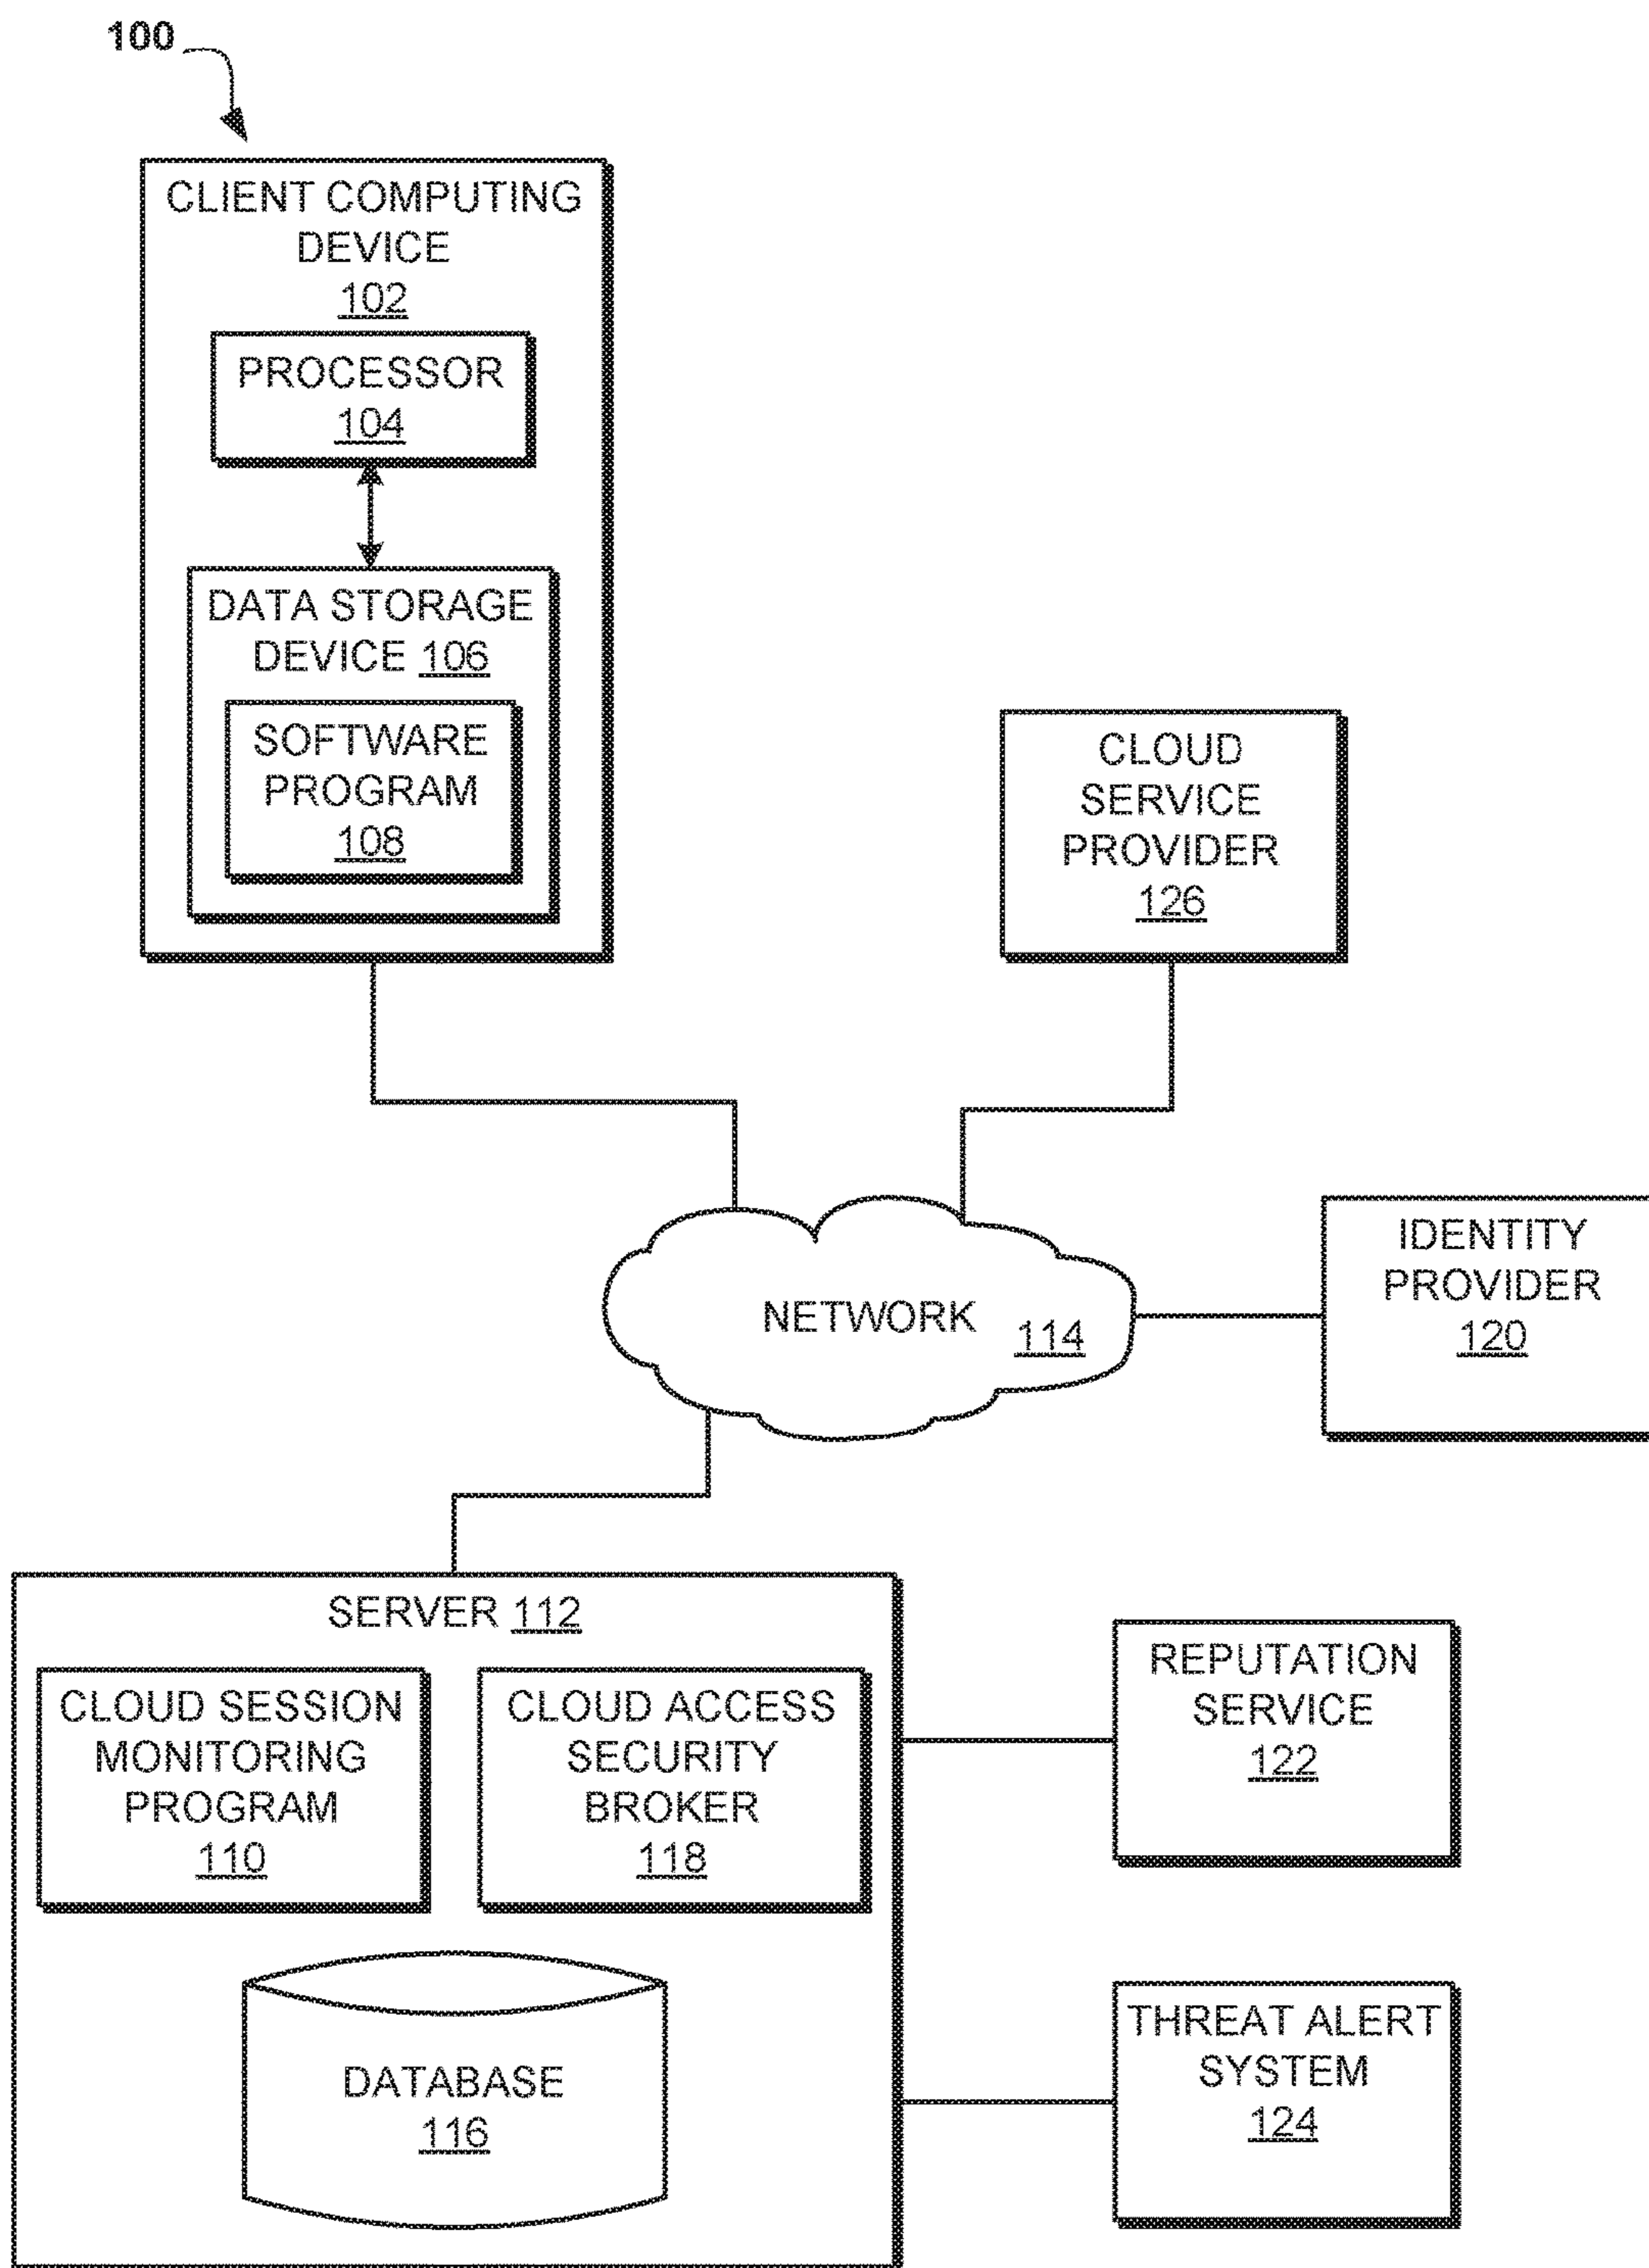 100
CLIENT COMPUTING
DEVICE
102
PROCESSOR
104
DATA STORAGE
DEVICE 106
SOFTWARE
PROGRAM
108
CLOUD
SERVICE
PROVIDER
126
NETWORK 114
IDENTITY
PROVIDER
120
SERVER 112
CLOUD SESSION
MONITORING
PROGRAM
110
CLOUD ACCESS
SECURITY
BROKER
118
DATABASE
116
REPUTATION
SERVICE
122
THREAT ALERT
SYSTEM
124